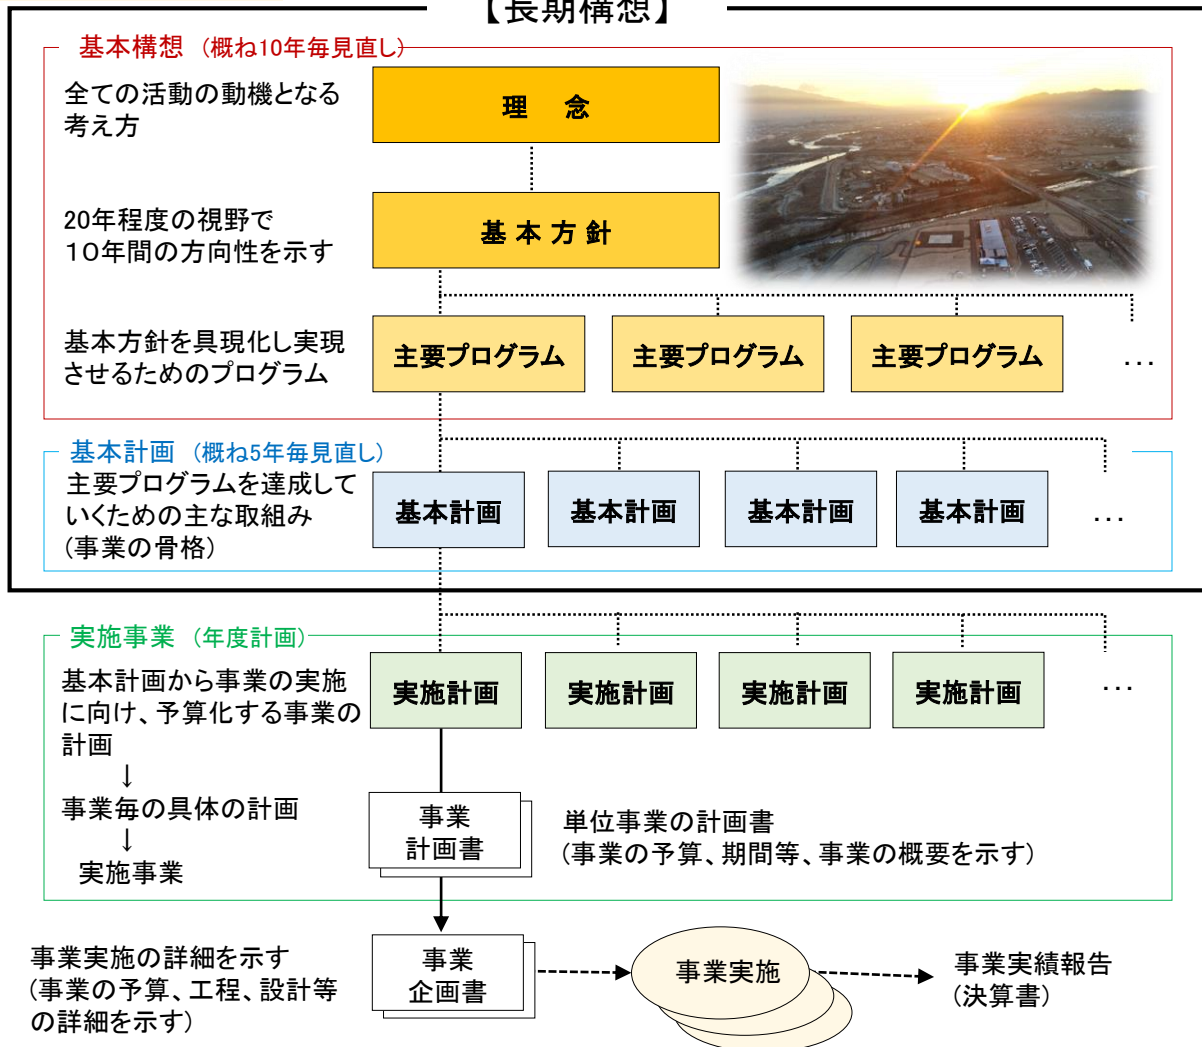 【長期構想】
基本構想 (概ね10年毎見直し)
全ての活動の動機となる
考え方
理 念
20年程度の視野で
10年間の方向性を示す
基本方針
基本方針を具現化し実現
させるためのプログラム
主要プログラム
主要プログラム
主要プログラム
…
基本計画 (概ね5年毎見直し)
主要プログラムを達成して
いくための主な取組み
(事業の骨格)
基本計画
基本計画
基本計画
基本計画
…
実施事業 (年度計画)
基本計画から事業の実施
に向け、予算化する事業の
計画
↓
事業毎の具体の計画
↓
実施事業
実施計画
実施計画
実施計画
実施計画
…
事業
計画書
単位事業の計画書
(事業の予算、期間等、事業の概要を示す)
事業実施の詳細を示す
(事業の予算、工程、設計等
の詳細を示す)
事業
企画書
事業実施
事業実績報告
(決算書)